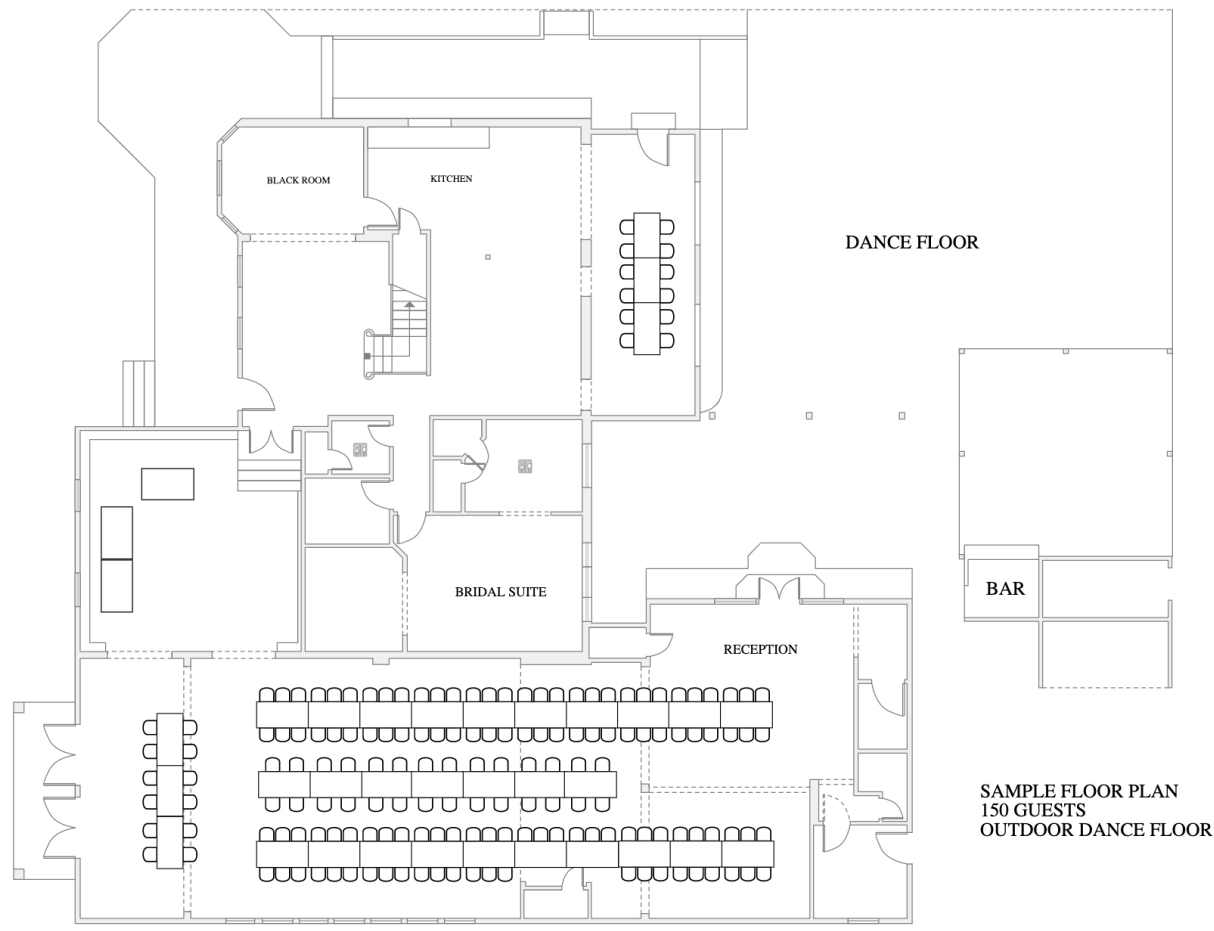 BLACK ROOM
KITCHEN
DANCE FLOOR
BRIDAL SUITE
BAR
RECEPTION
SAMPLE FLOOR PLAN
150 GUESTS
OUTDOOR DANCE FLOOR